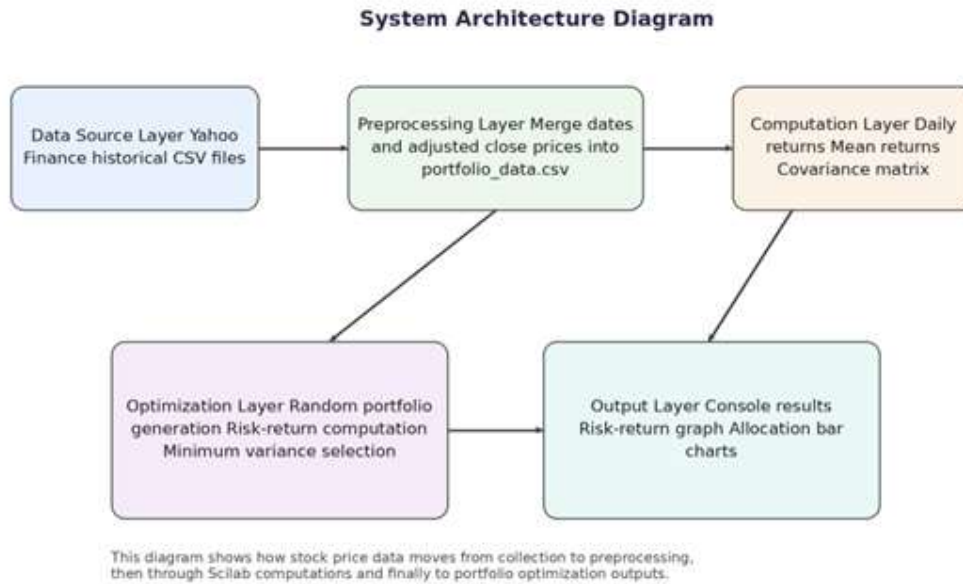 System Architecture Diagram
Data Source Layer Yahoo
Finance historical CSV files
Preprocessing Layer Merge dates
and adjusted close prices into
portfolio_data.csv
Computation Layer Daily
returns Mean returns
Covariance matrix
Optimization Layer Random portfolio
generation Risk-return computation
Minimum variance selection
Output Layer Console results
Risk-return graph Allocation bar
charts
This diagram shows how stock price data moves from collection to preprocessing,
then through Scilab computations and finally to portfolio optimization outputs.